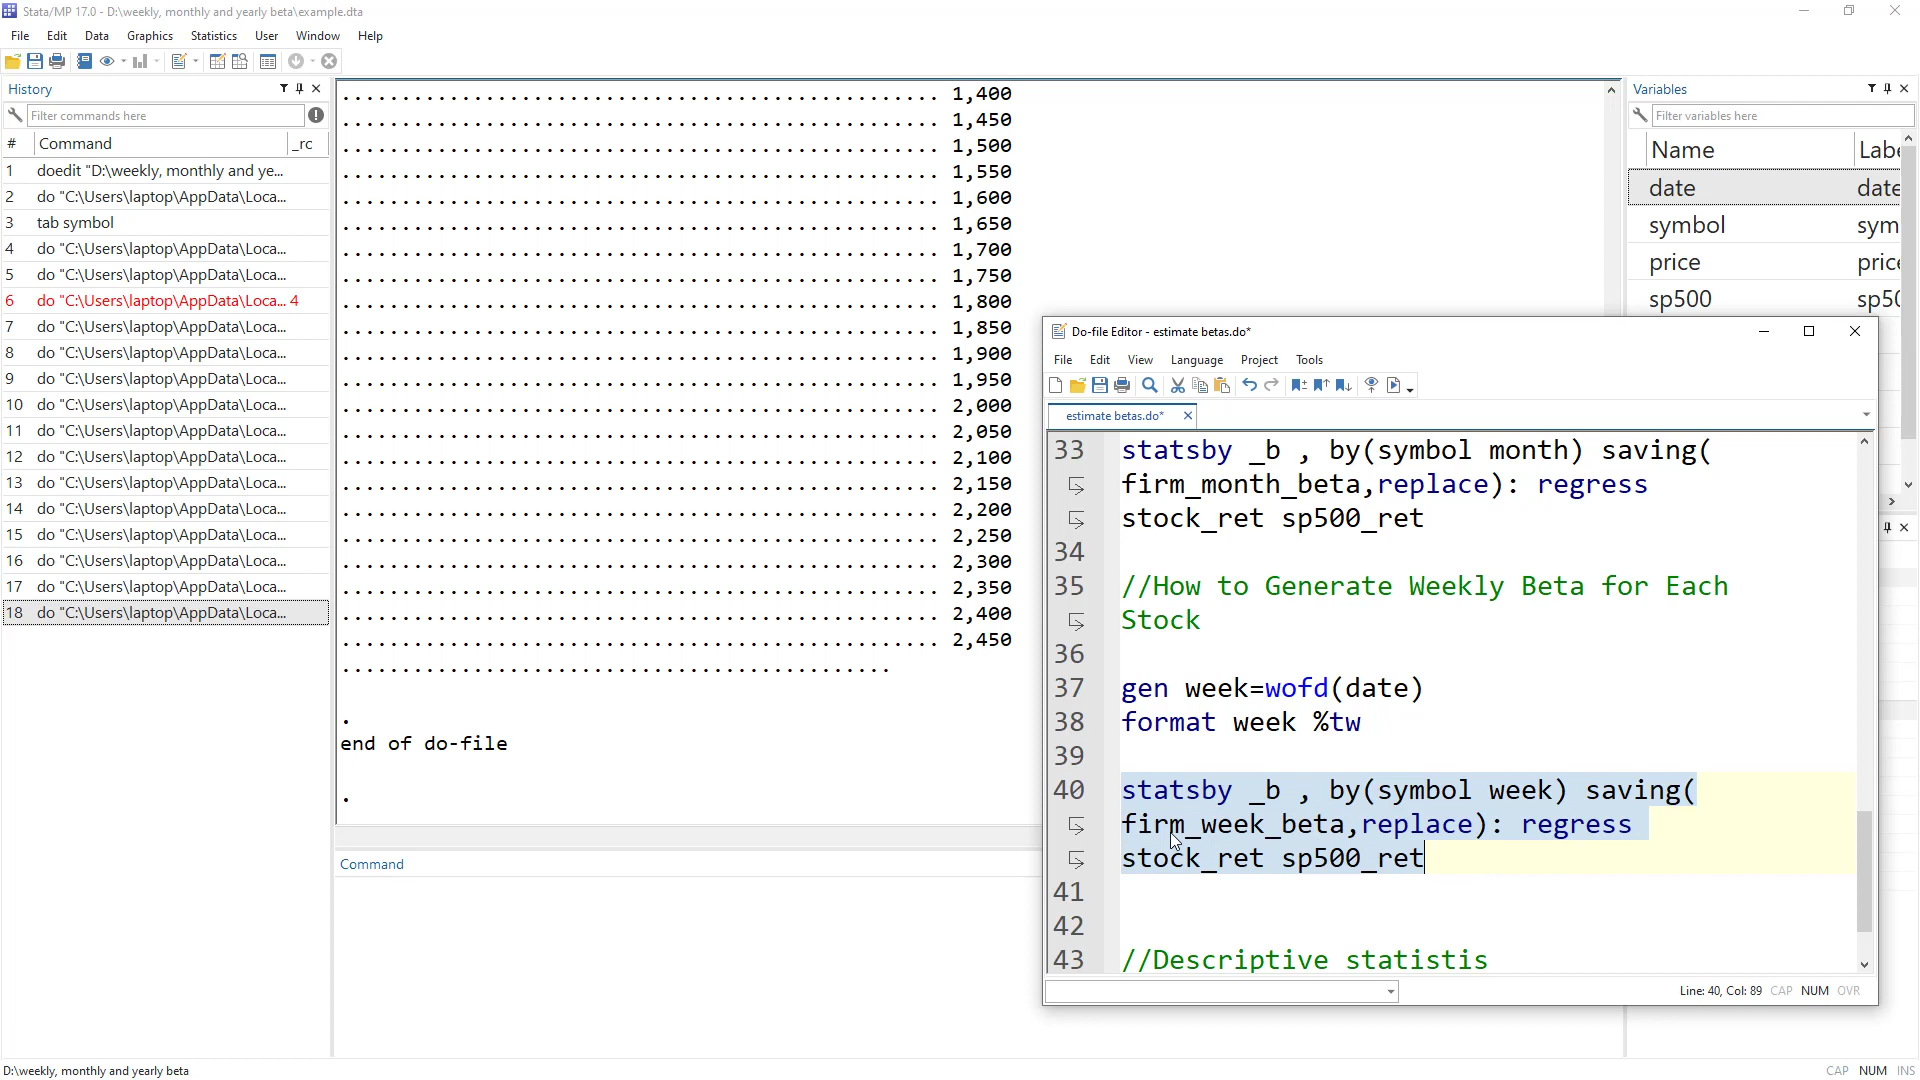 Stata/MP 17.0 - D:\weekly, monthly and yearly beta\example.dta
File Edit Data Graphics Statistics User Window Help
History
Filter commands here
# Command _rc
1 doedit "D:\weekly, monthly and ye...
2 do "C:\Users\laptop\AppData\Loca...
3 tab symbol
4 do "C:\Users\laptop\AppData\Loca...
5 do "C:\Users\laptop\AppData\Loca...
6 do "C:\Users\laptop\AppData\Loca... 4
7 do "C:\Users\laptop\AppData\Loca...
8 do "C:\Users\laptop\AppData\Loca...
9 do "C:\Users\laptop\AppData\Loca...
10 do "C:\Users\laptop\AppData\Loca...
11 do "C:\Users\laptop\AppData\Loca...
12 do "C:\Users\laptop\AppData\Loca...
13 do "C:\Users\laptop\AppData\Loca...
14 do "C:\Users\laptop\AppData\Loca...
15 do "C:\Users\laptop\AppData\Loca...
16 do "C:\Users\laptop\AppData\Loca...
17 do "C:\Users\laptop\AppData\Loca...
18 do "C:\Users\laptop\AppData\Loca...
.................................................. 1,400
.................................................. 1,450
.................................................. 1,500
.................................................. 1,550
.................................................. 1,600
.................................................. 1,650
.................................................. 1,700
.................................................. 1,750
.................................................. 1,800
.................................................. 1,850
.................................................. 1,900
.................................................. 1,950
.................................................. 2,000
.................................................. 2,050
.................................................. 2,100
.................................................. 2,150
.................................................. 2,200
.................................................. 2,250
.................................................. 2,300
.................................................. 2,350
.................................................. 2,400
.................................................. 2,450
..............................................
.
end of do-file
.
Command
Variables
Filter variables here
Name Labe
date date
symbol sym
price price
sp500 sp50
Do-file Editor - estimate betas.do*
File Edit View Language Project Tools
estimate betas.do*
33 statsby _b , by(symbol month) saving(
firm_month_beta,replace): regress
stock_ret sp500_ret
34
35 //How to Generate Weekly Beta for Each
Stock
36
37 gen week=wofd(date)
38 format week %tw
39
40 statsby _b , by(symbol week) saving(
firm_week_beta,replace): regress
stock_ret sp500_ret
41
42
43 //Descriptive statistis
Line: 40, Col: 89 CAP NUM OVR
D:\weekly, monthly and yearly beta
CAP NUM INS